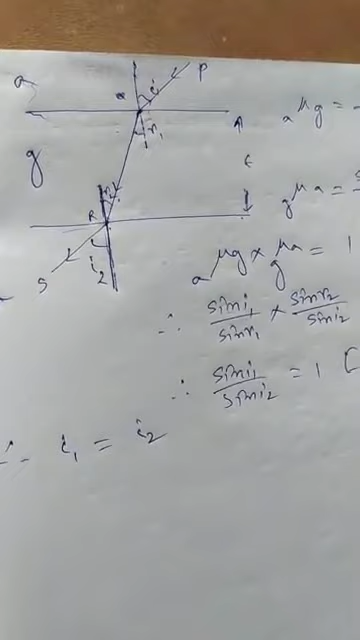 a
i
P
r₁
g
R
S
i₂
ₐμg =
gμₐ =
ₐμg × gμₐ = 1
∴ sin i₁/sin r₁ × sin r₂/sin i₂
∴ sin i₁/sin i₂ = 1 [
∴ i₁ = i₂